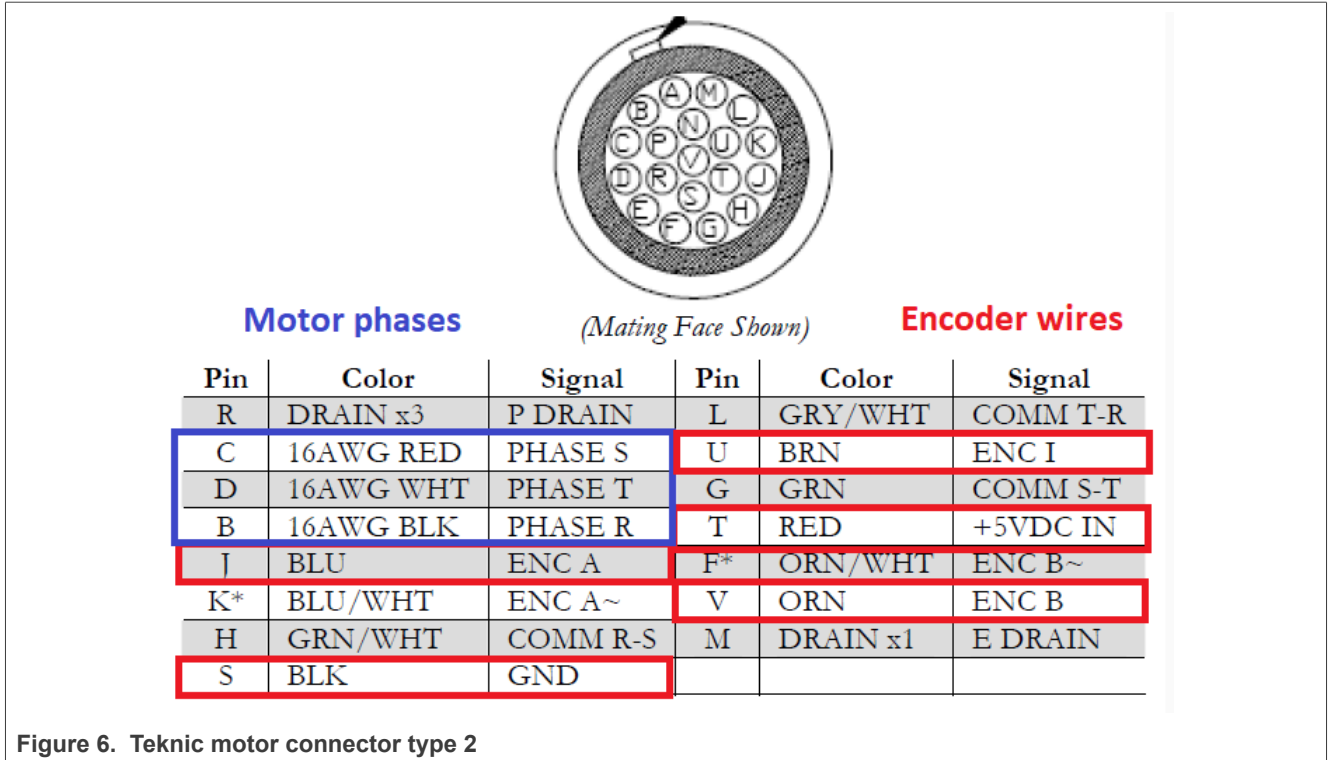 A M
B L
N
C P U K
V
D R T J
S
E H
F G
Motor phases (Mating Face Shown) Encoder wires
Pin Color Signal Pin Color Signal
R DRAIN x3 P DRAIN L GRY/WHT COMM T-R
C 16AWG RED PHASE S U BRN ENC I
D 16AWG WHT PHASE T G GRN COMM S-T
B 16AWG BLK PHASE R T RED +5VDC IN
J BLU ENC A F* ORN/WHT ENC B~
K* BLU/WHT ENC A~ V ORN ENC B
H GRN/WHT COMM R-S M DRAIN x1 E DRAIN
S BLK GND
Figure 6. Teknic motor connector type 2